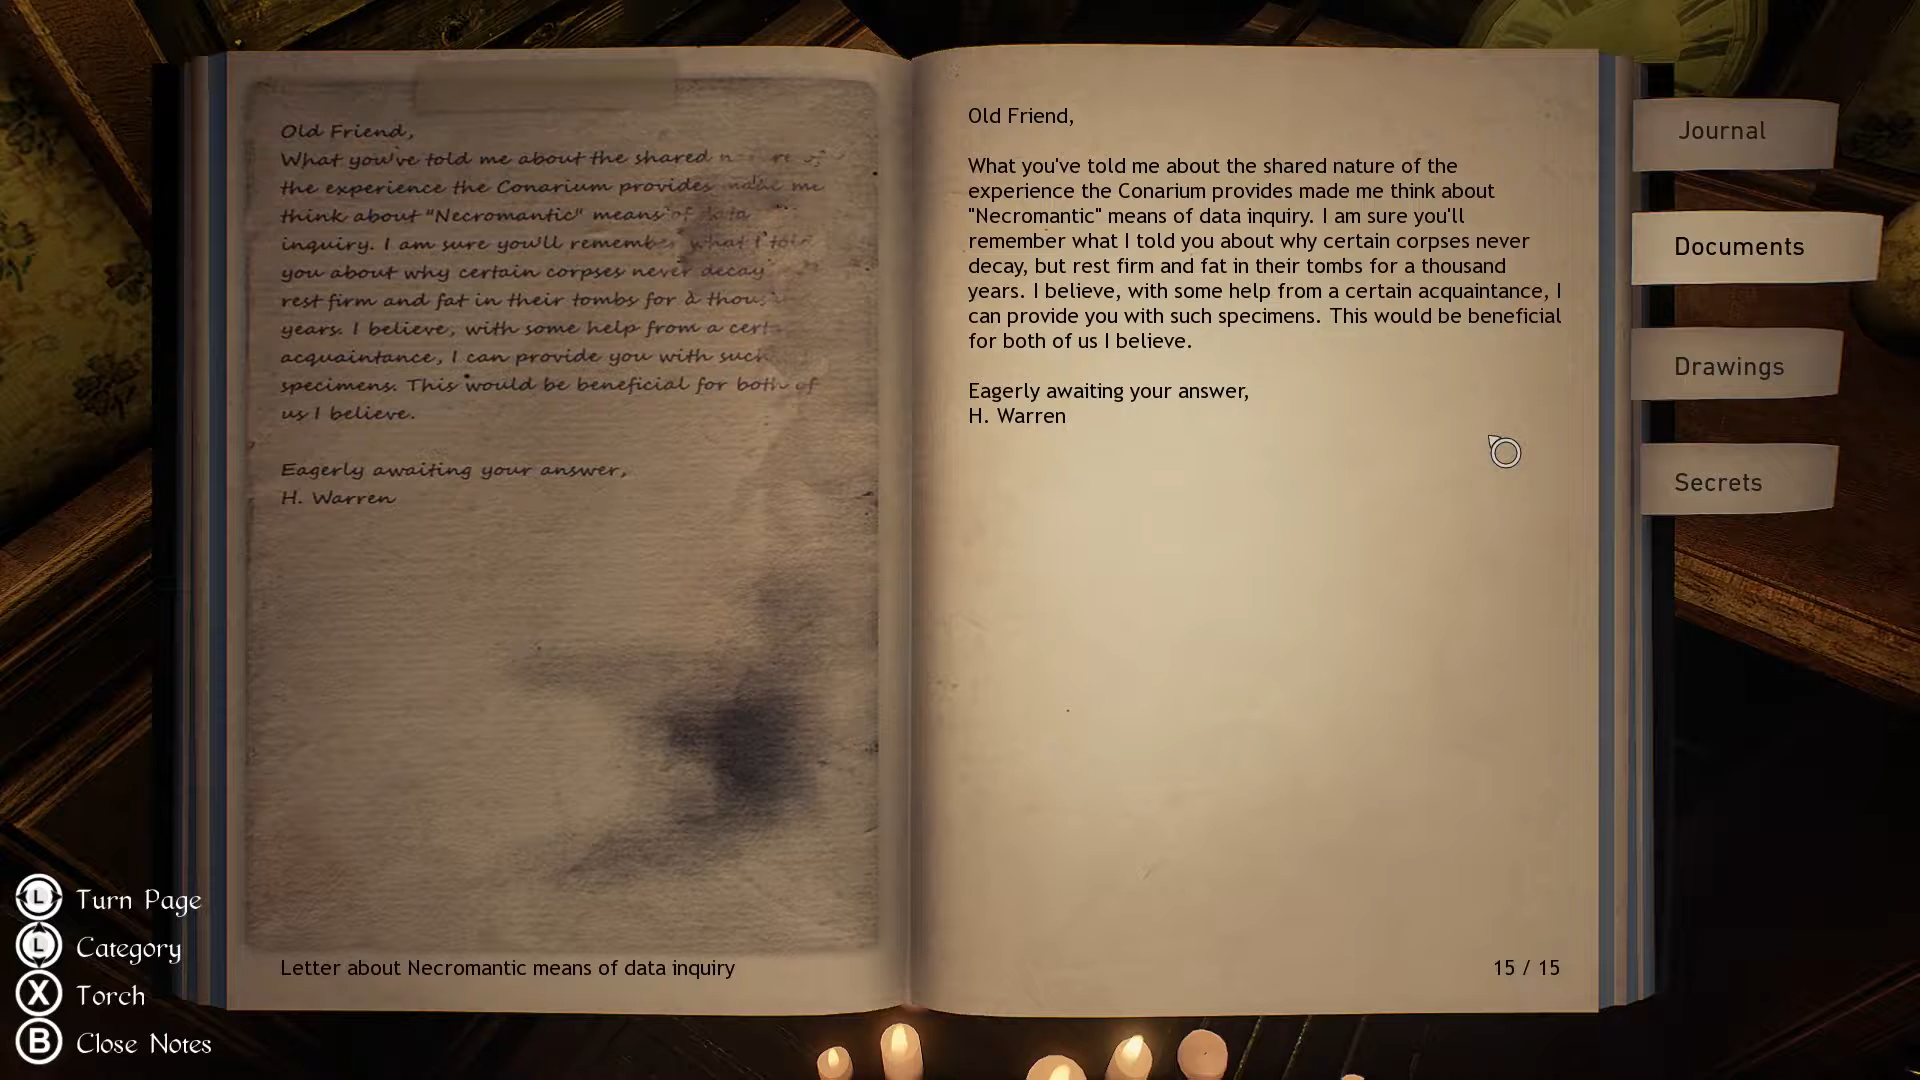 Old Friend,
What you've told me about the shared
the experience the Conarium provides made me
think about "Necromantic" means of data
inquiry. I am sure you'll remember what I told
you about why certain corpses never decay
rest firm and fat in their tombs for a
years. I believe, with some help from a
acquaintance, I can provide you with such
specimens. This would be beneficial for both of
us I believe.
Eagerly awaiting your answer,
H. Warren
Letter about Necromantic means of data inquiry
Old Friend,
What you've told me about the shared nature of the
experience the Conarium provides made me think about
"Necromantic" means of data inquiry. I am sure you'll
remember what I told you about why certain corpses never
decay, but rest firm and fat in their tombs for a thousand
years. I believe, with some help from a certain acquaintance, I
can provide you with such specimens. This would be beneficial
for both of us I believe.
Eagerly awaiting your answer,
H. Warren
15 / 15
Journal
Documents
Drawings
Secrets
L Turn Page
L Category
X Torch
B Close Notes